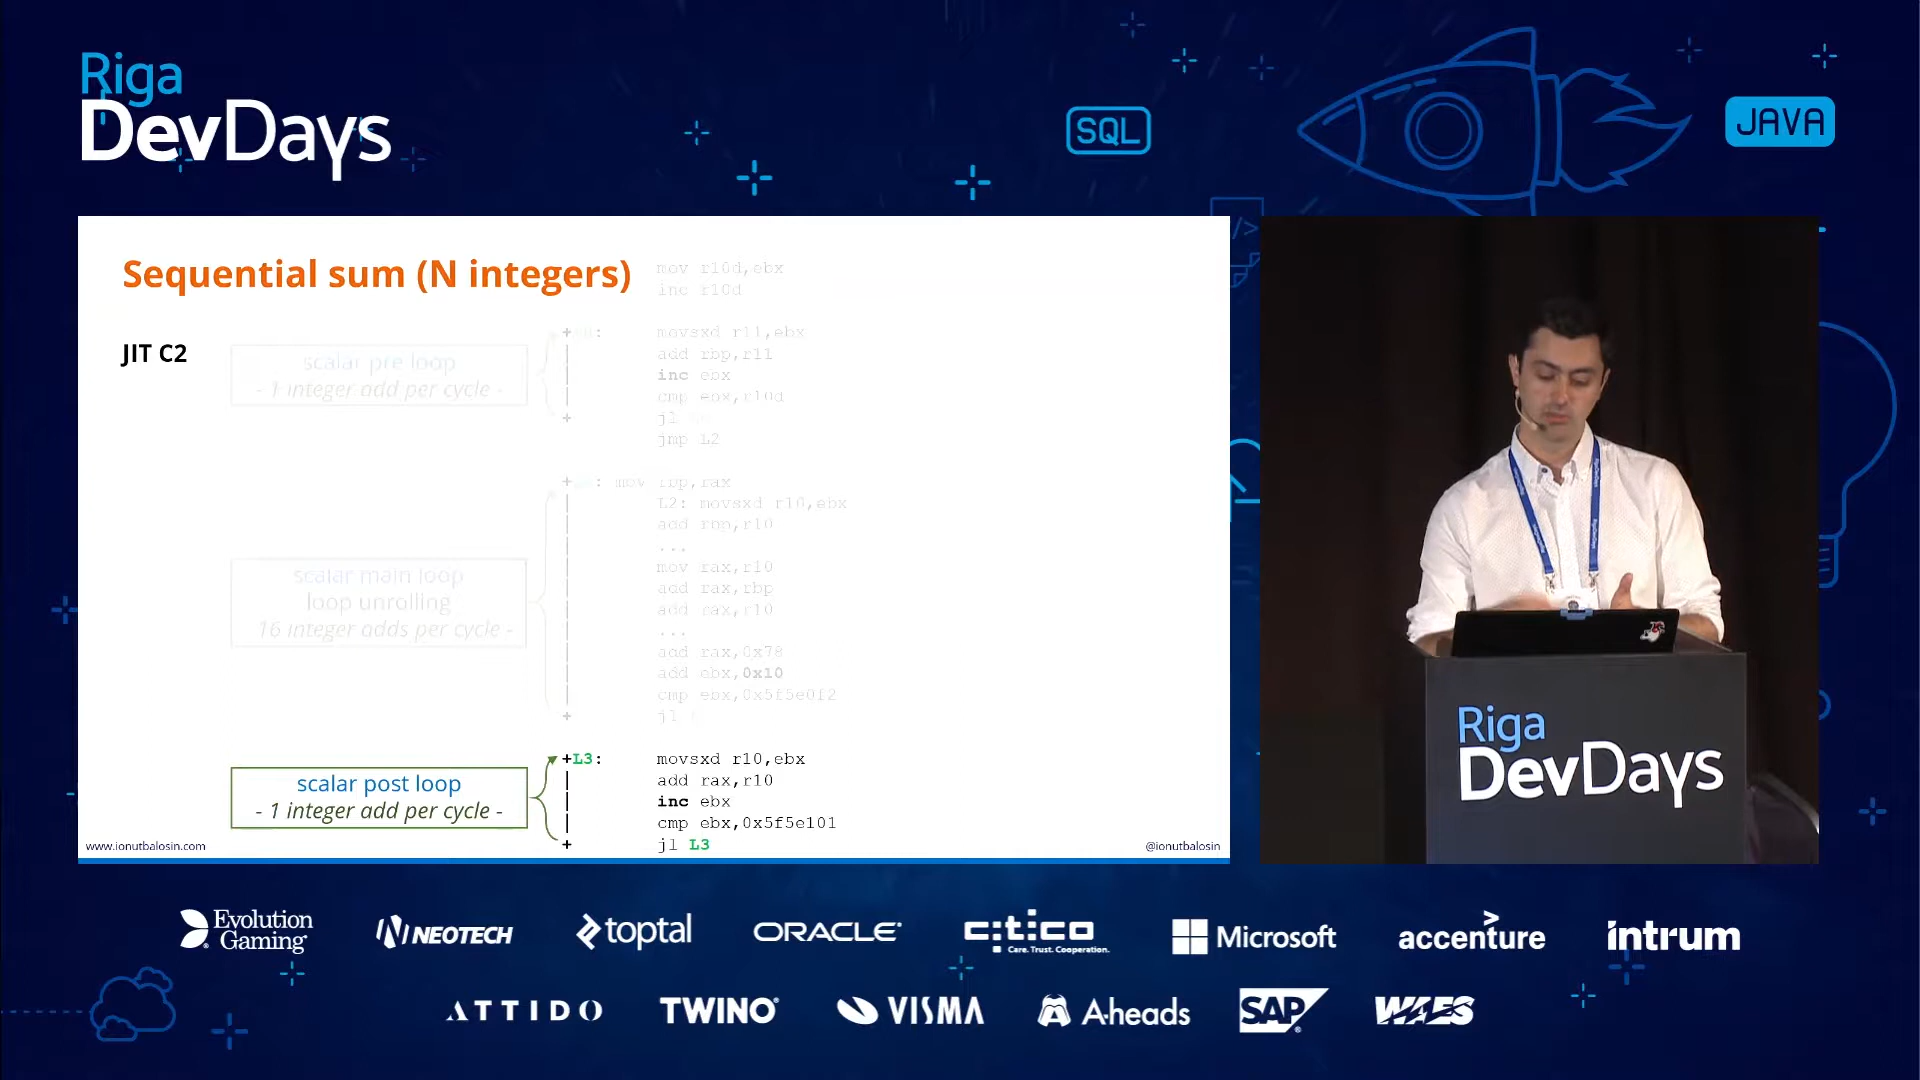 Riga
DevDays
SQL
JAVA
</>
Sequential sum (N integers)
JIT C2
mov r10d,ebx
inc r10d
scalar pre loop
- 1 integer add per cycle -
+ :
movsxd r11,ebx
add rbp,r11
inc ebx
cmp ebx,r10d
+ jl
jmp L2
+ : mov rbp,rax
L2: movsxd r10,ebx
add rbp,r10
...
mov rax,r10
add rax,rbp
add rax,r10
...
add rax,0x78
add ebx,0x10
cmp ebx,0x5f5e0f2
+ jl
scalar main loop
loop unrolling
16 integer adds per cycle -
scalar post loop
- 1 integer add per cycle -
+L3: movsxd r10,ebx
add rax,r10
inc ebx
cmp ebx,0x5f5e101
+ jl L3
www.ionutbalosin.com
@ionutbalosin
Riga
DevDays
Evolution
Gaming
NEOTECH
toptal
ORACLE
citico
Care. Trust. Cooperation.
Microsoft
accenture
intrum
ATTIDO
TWINO
VISMA
A-heads
SAP